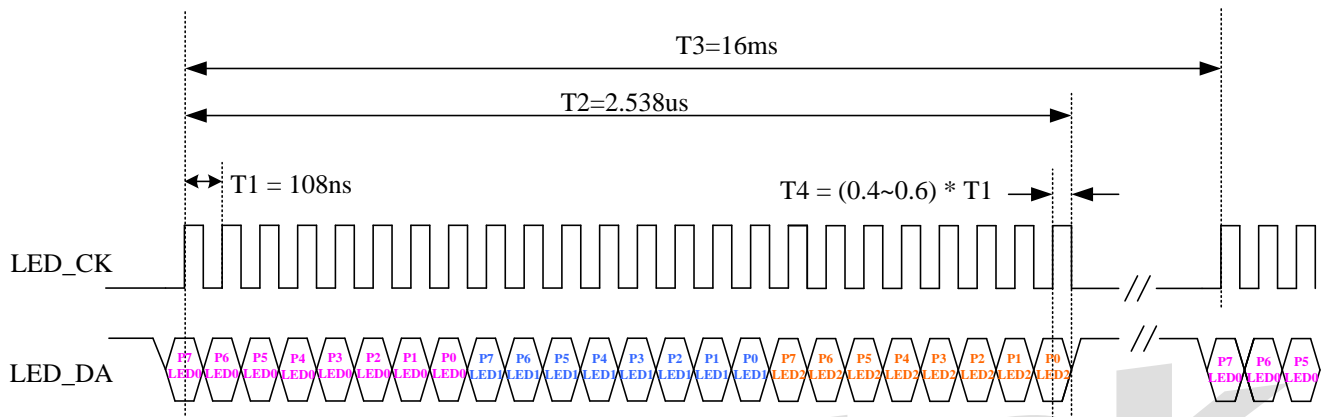 T3=16ms
T2=2.538us
T1 = 108ns
T4 = (0.4~0.6) * T1
LED_CK
//
LED_DA
P7 P6 P5 P4 P3 P2 P1 P0 P7 P6 P5 P4 P3 P2 P1 P0 P7 P6 P5 P4 P3 P2 P1 P0 // P7 P6 P5
LED0 LED0 LED0 LED0 LED0 LED0 LED0 LED0 LED1 LED1 LED1 LED1 LED1 LED1 LED1 LED1 LED2 LED2 LED2 LED2 LED2 LED2 LED2 LED2 LED0 LED0 LED0